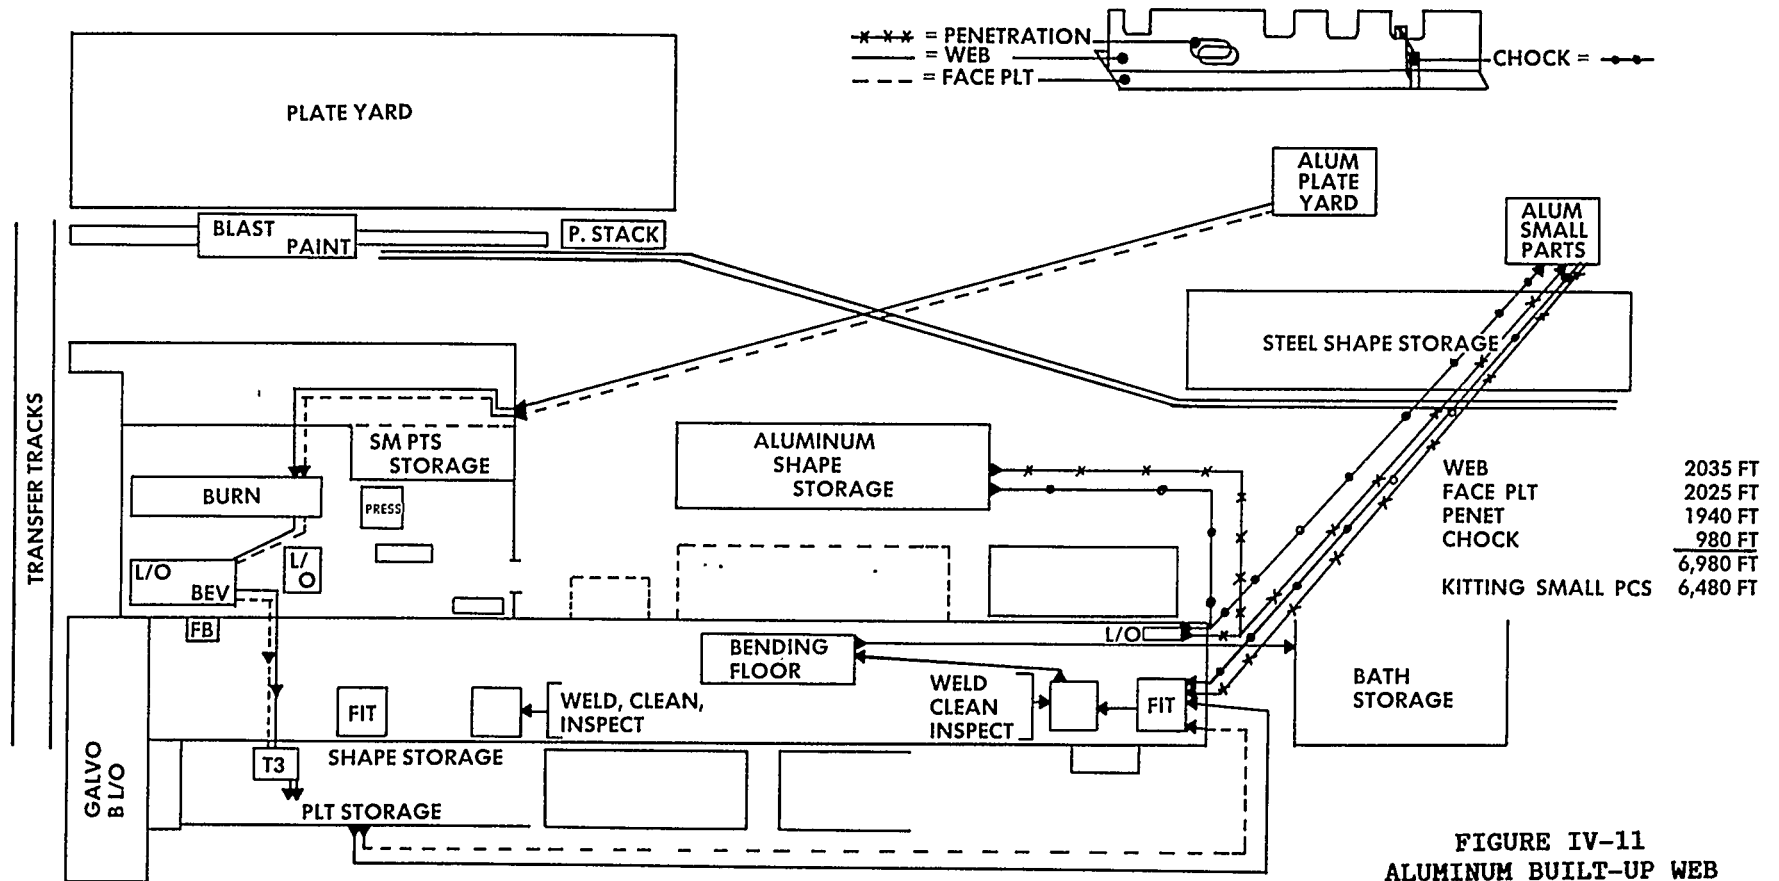 -x-x-x = PENETRATION
= WEB
= FACE PLT
CHOCK =
PLATE YARD
ALUM
PLATE
YARD
ALUM
SMALL
PARTS
BLAST
PAINT
P. STACK
STEEL SHAPE STORAGE
TRANSFER TRACKS
SM PTS
STORAGE
ALUMINUM
SHAPE
STORAGE
BURN
PRESS
WEB 2035 FT
FACE PLT 2025 FT
PENET 1940 FT
CHOCK 980 FT
6,980 FT
KITTING SMALL PCS 6,480 FT
L/O
BEV
L/
O
FB
L/O
BENDING
FLOOR
BATH
STORAGE
FIT
WELD, CLEAN,
INSPECT
WELD
CLEAN
INSPECT
FIT
GALVO
B L/O
T3
SHAPE STORAGE
PLT STORAGE
FIGURE IV-11
ALUMINUM BUILT-UP WEB